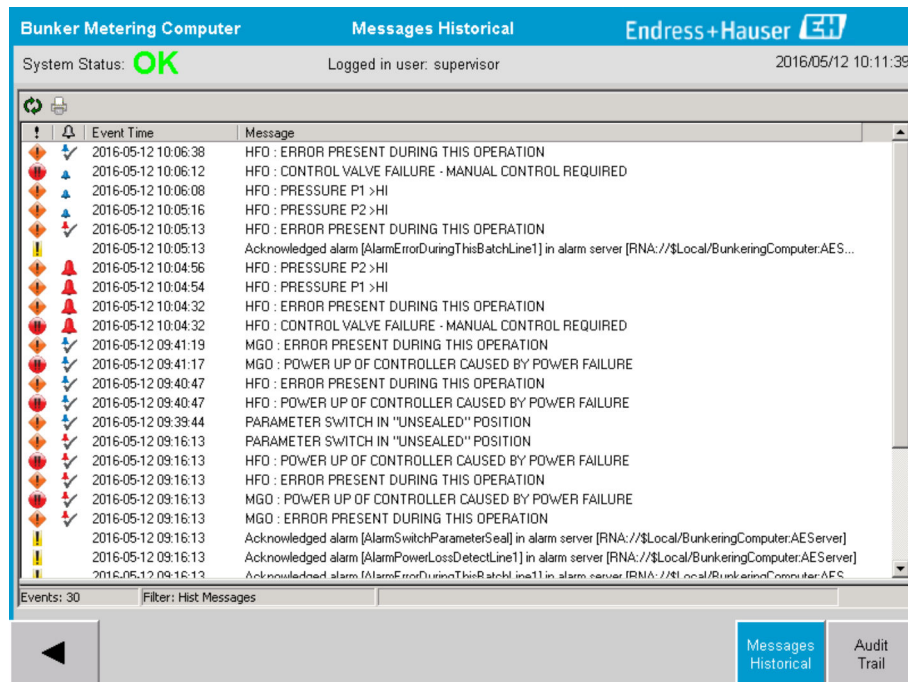 Bunker Metering Computer Messages Historical Endress+Hauser EH
System Status: OK Logged in user: supervisor 2016/05/12 10:11:39
! Event Time Message
2016-05-12 10:06:38 HFO : ERROR PRESENT DURING THIS OPERATION
2016-05-12 10:06:12 HFO : CONTROL VALVE FAILURE - MANUAL CONTROL REQUIRED
2016-05-12 10:06:08 HFO : PRESSURE P1 >HI
2016-05-12 10:05:16 HFO : PRESSURE P2 >HI
2016-05-12 10:05:13 HFO : ERROR PRESENT DURING THIS OPERATION
2016-05-12 10:05:13 Acknowledged alarm [AlarmErrorDuringThisBatchLine1] in alarm server [RNA://$Local/BunkeringComputer:AES...
2016-05-12 10:04:56 HFO : PRESSURE P2 >HI
2016-05-12 10:04:54 HFO : PRESSURE P1 >HI
2016-05-12 10:04:32 HFO : ERROR PRESENT DURING THIS OPERATION
2016-05-12 10:04:32 HFO : CONTROL VALVE FAILURE - MANUAL CONTROL REQUIRED
2016-05-12 09:41:19 MGO : ERROR PRESENT DURING THIS OPERATION
2016-05-12 09:41:17 MGO : POWER UP OF CONTROLLER CAUSED BY POWER FAILURE
2016-05-12 09:40:47 HFO : ERROR PRESENT DURING THIS OPERATION
2016-05-12 09:40:47 HFO : POWER UP OF CONTROLLER CAUSED BY POWER FAILURE
2016-05-12 09:39:44 PARAMETER SWITCH IN "UNSEALED" POSITION
2016-05-12 09:16:13 PARAMETER SWITCH IN "UNSEALED" POSITION
2016-05-12 09:16:13 HFO : POWER UP OF CONTROLLER CAUSED BY POWER FAILURE
2016-05-12 09:16:13 HFO : ERROR PRESENT DURING THIS OPERATION
2016-05-12 09:16:13 MGO : POWER UP OF CONTROLLER CAUSED BY POWER FAILURE
2016-05-12 09:16:13 MGO : ERROR PRESENT DURING THIS OPERATION
2016-05-12 09:16:13 Acknowledged alarm [AlarmSwitchParameterSeal] in alarm server [RNA://$Local/BunkeringComputer:AEServer]
2016-05-12 09:16:13 Acknowledged alarm [AlarmPowerLossDetectLine1] in alarm server [RNA://$Local/BunkeringComputer:AEServer]
2016-05-12 09:16:13 Acknowledged alarm [AlarmErrorDuringThisBatchLine1] in alarm server [RNA://$Local/BunkeringComputer:AES
Events: 30 Filter: Hist Messages
Messages Historical Audit Trail